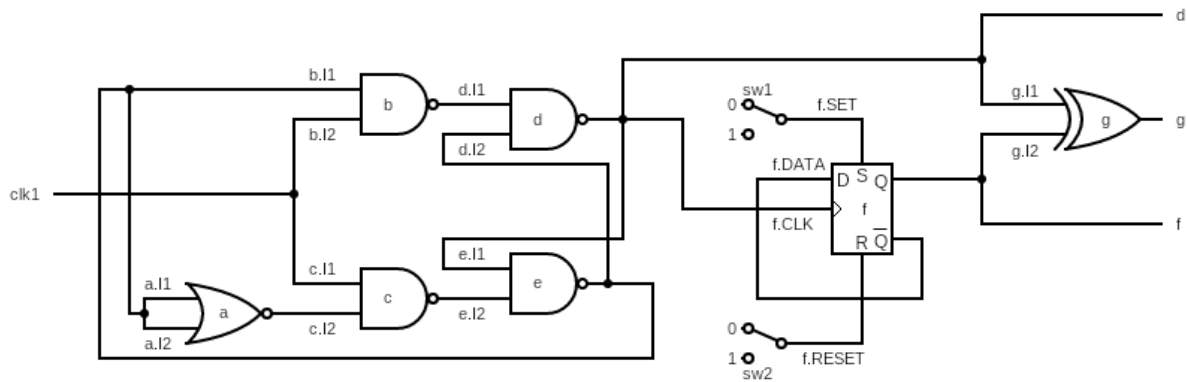 d
b.I1
d.I1
sw1
g.I1
0
f.SET
b
d
g
g
b.I2
d.I2
1
g.I2
f.DATA
D
S
Q
clk1
f
f.CLK
f
R
Q
c.I1
e.I1
a.I1
c
e
a
c.I2
e.I2
0
a.I2
1
f.RESET
sw2